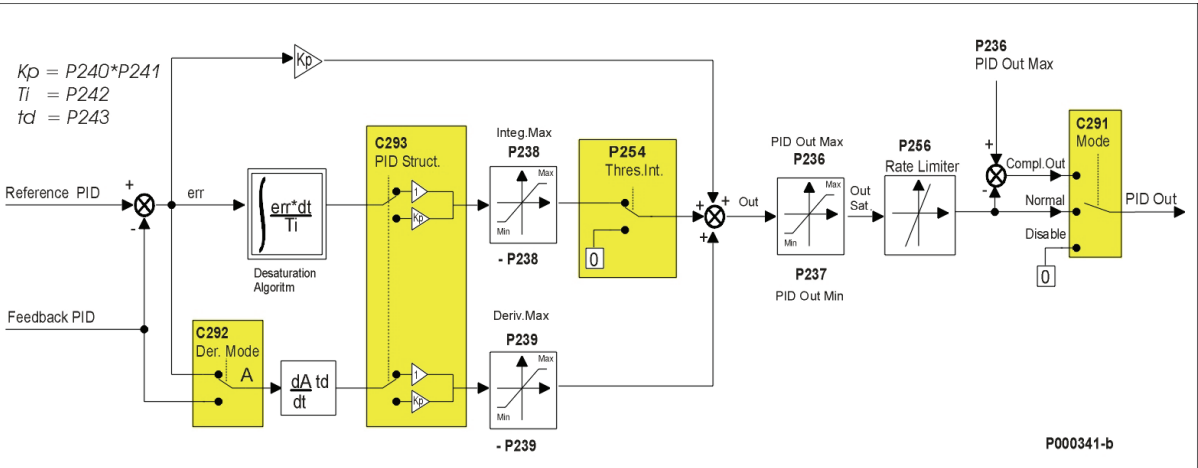 Kp = P240*P241
Ti = P242
td = P243
Reference PID
+
-
err
Feedback PID
Kp
∫ err*dt
Ti
Desaturation
Algoritm
C292
Der. Mode
A
dA td
dt
C293
PID Struct.
1
Kp
1
Kp
Integ.Max
P238
Max
Min
- P238
Deriv.Max
P239
Max
Min
- P239
P254
Thres.Int.
0
+
+
+
+
Out
PID Out Max
P236
Max
Min
P237
PID Out Min
Out
Sat.
P256
Rate Limiter
P236
PID Out Max
+
-
Compl.Out
Normal
Disable
0
C291
Mode
PID Out
P000341-b